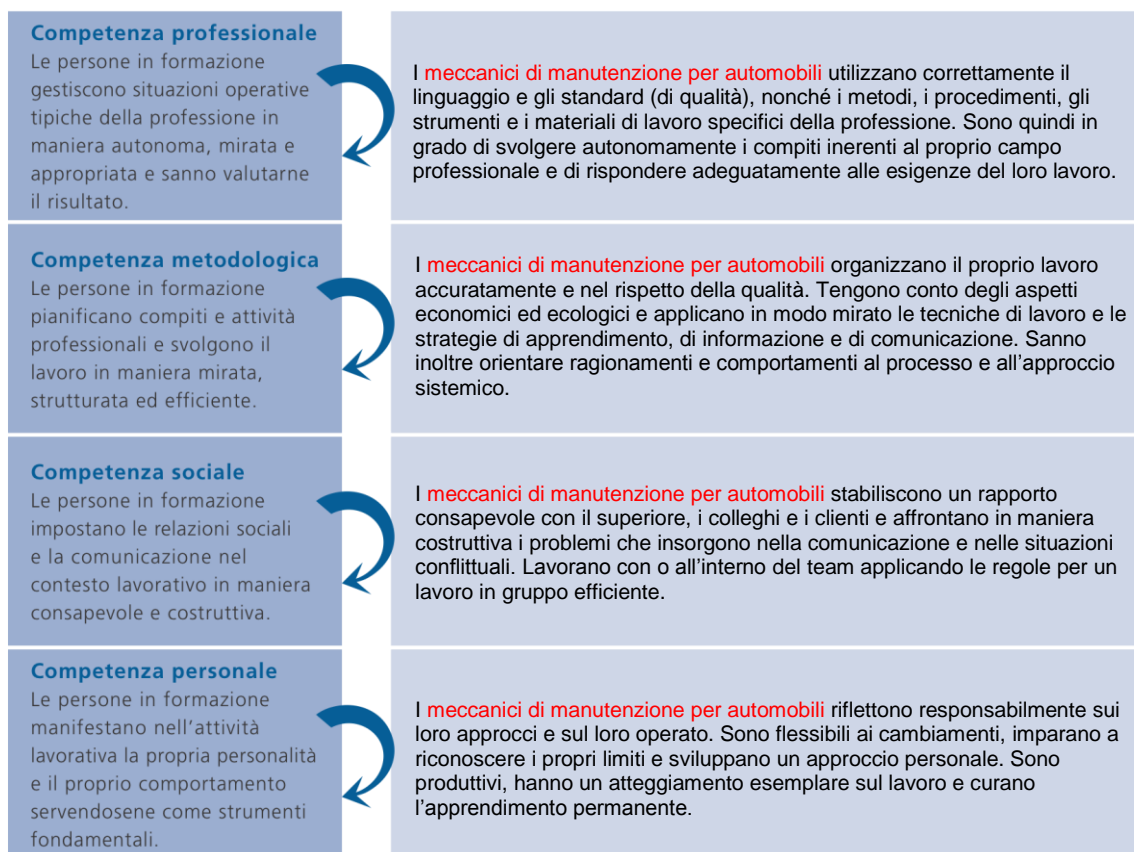 Competenza professionale
Le persone in formazione
gestiscono situazioni operative
tipiche della professione in
maniera autonoma, mirata e
appropriata e sanno valutarne
il risultato.
I meccanici di manutenzione per automobili utilizzano correttamente il
linguaggio e gli standard (di qualità), nonché i metodi, i procedimenti, gli
strumenti e i materiali di lavoro specifici della professione. Sono quindi in
grado di svolgere autonomamente i compiti inerenti al proprio campo
professionale e di rispondere adeguatamente alle esigenze del loro lavoro.
Competenza metodologica
Le persone in formazione
pianificano compiti e attività
professionali e svolgono il
lavoro in maniera mirata,
strutturata ed efficiente.
I meccanici di manutenzione per automobili organizzano il proprio lavoro
accuratamente e nel rispetto della qualità. Tengono conto degli aspetti
economici ed ecologici e applicano in modo mirato le tecniche di lavoro e le
strategie di apprendimento, di informazione e di comunicazione. Sanno
inoltre orientare ragionamenti e comportamenti al processo e all'approccio
sistemico.
Competenza sociale
Le persone in formazione
impostano le relazioni sociali
e la comunicazione nel
contesto lavorativo in maniera
consapevole e costruttiva.
I meccanici di manutenzione per automobili stabiliscono un rapporto
consapevole con il superiore, i colleghi e i clienti e affrontano in maniera
costruttiva i problemi che insorgono nella comunicazione e nelle situazioni
conflittuali. Lavorano con o all'interno del team applicando le regole per un
lavoro in gruppo efficiente.
Competenza personale
Le persone in formazione
manifestano nell'attività
lavorativa la propria personalità
e il proprio comportamento
servendosene come strumenti
fondamentali.
I meccanici di manutenzione per automobili riflettono responsabilmente sui
loro approcci e sul loro operato. Sono flessibili ai cambiamenti, imparano a
riconoscere i propri limiti e sviluppano un approccio personale. Sono
produttivi, hanno un atteggiamento esemplare sul lavoro e curano
l'apprendimento permanente.